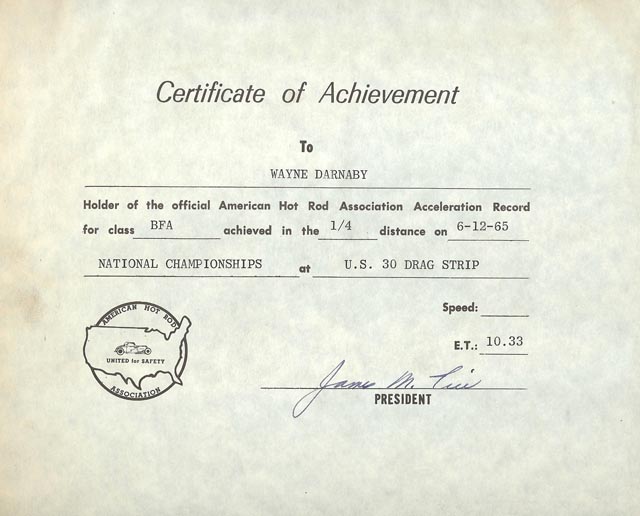 Certificate of Achievement
To
WAYNE DARNABY
Holder of the official American Hot Rod Association Acceleration Record
for class BFA achieved in the 1/4 distance on 6-12-65
NATIONAL CHAMPIONSHIPS at U.S. 30 DRAG STRIP
Speed:
E.T.: 10.33
AMERICAN HOT ROD
UNITED for SAFETY
ASSOCIATION
James M. Tice
PRESIDENT